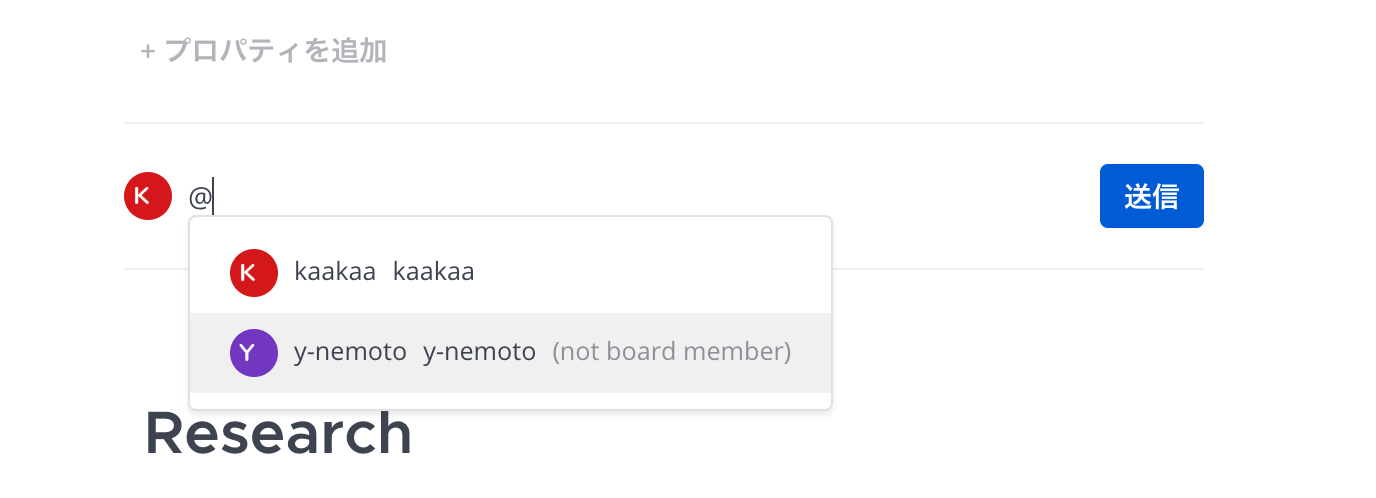 + プロパティを追加
K @ 送信
K kaakaa kaakaa
Y y-nemoto y-nemoto (not board member)
Research